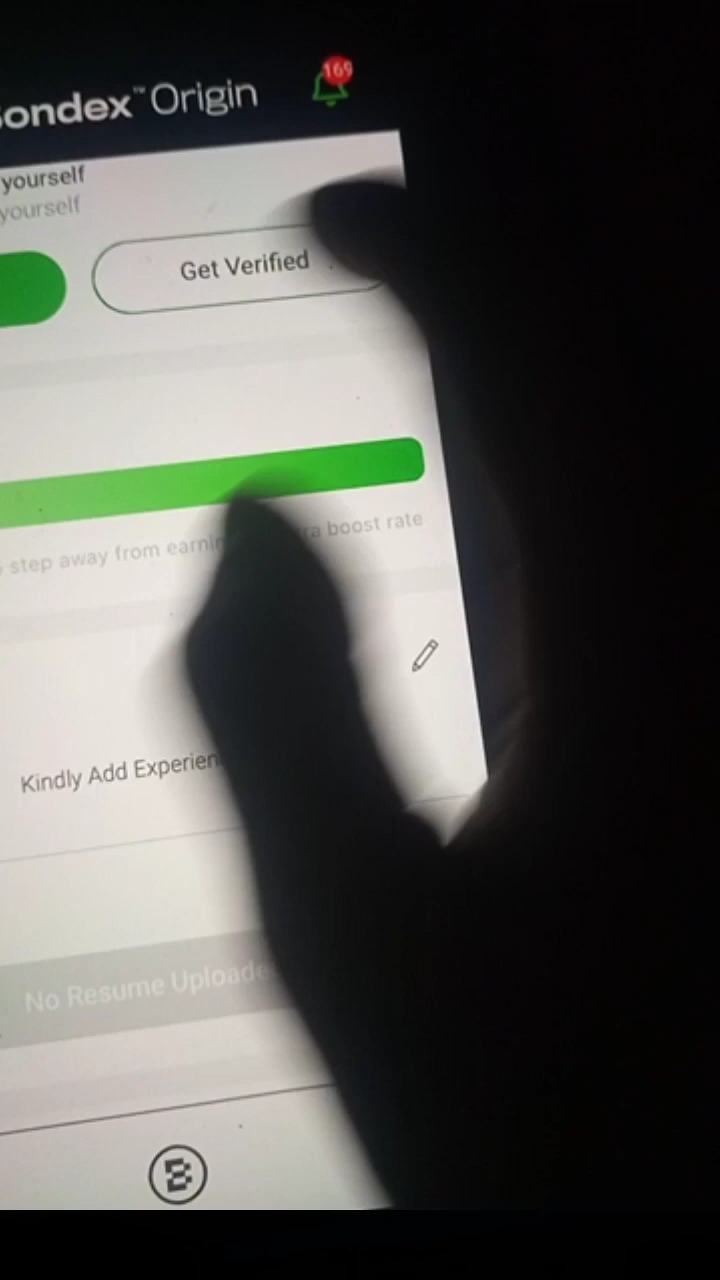 ondex™ Origin
169
yourself
yourself
Get Verified
step away from earnin ra boost rate
Kindly Add Experien
No Resume Uploade